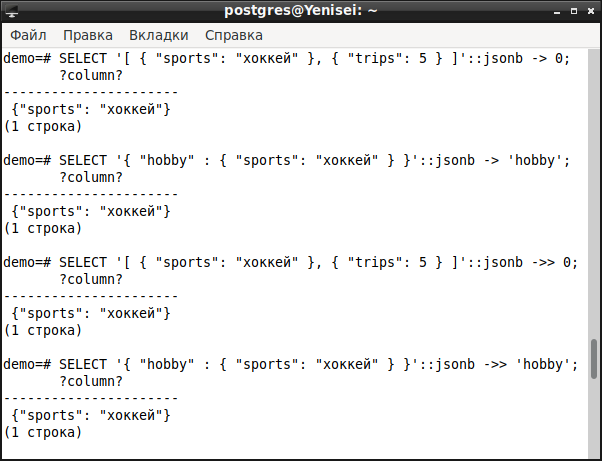 postgres@Yenisei: ~
Файл Правка Вкладки Справка
demo=# SELECT '[ { "sports": "хоккей" }, { "trips": 5 } ]'::jsonb -> 0;
?column?
----------------------
{"sports": "хоккей"}
(1 строка)
demo=# SELECT '{ "hobby" : { "sports": "хоккей" } }'::jsonb -> 'hobby';
?column?
----------------------
{"sports": "хоккей"}
(1 строка)
demo=# SELECT '[ { "sports": "хоккей" }, { "trips": 5 } ]'::jsonb ->> 0;
?column?
----------------------
{"sports": "хоккей"}
(1 строка)
demo=# SELECT '{ "hobby" : { "sports": "хоккей" } }'::jsonb ->> 'hobby';
?column?
----------------------
{"sports": "хоккей"}
(1 строка)